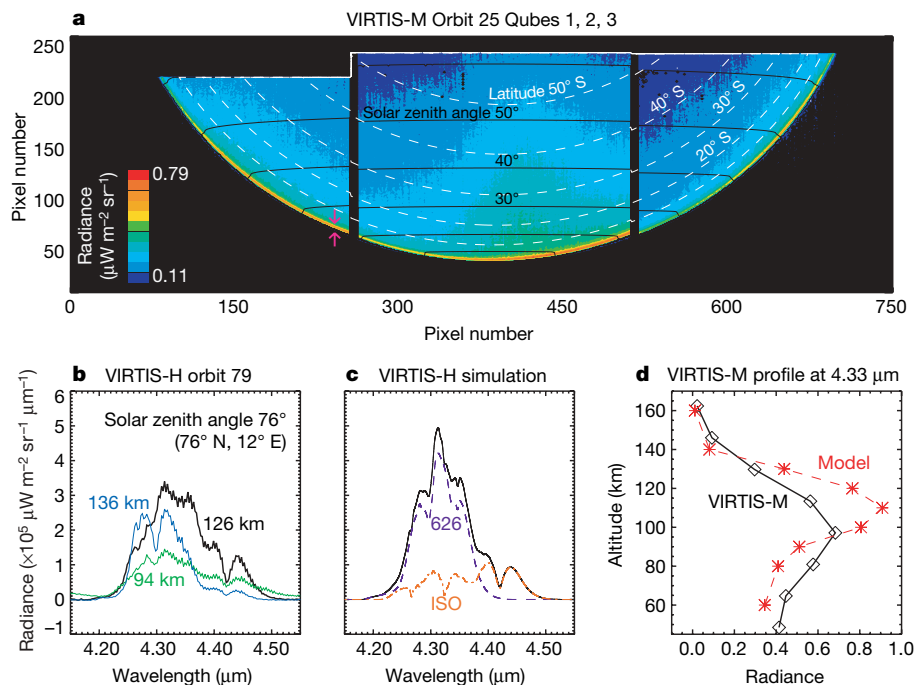 a VIRTIS-M Orbit 25 Qubes 1, 2, 3
250
200
150
100
50
Pixel number
0 150 300 450 600 750
Pixel number
Latitude 50° S
40° S
30° S
20° S
Solar zenith angle 50°
40°
30°
0.79
0.11
Radiance
(μW m−2 sr−1)
b VIRTIS-H orbit 79
Solar zenith angle 76°
(76° N, 12° E)
136 km
126 km
94 km
6
5
4
3
2
1
0
−1
Radiance (×10⁵ μW m−2 sr−1 μm−1)
4.20 4.30 4.40 4.50
Wavelength (μm)
c VIRTIS-H simulation
626
ISO
4.20 4.30 4.40 4.50
Wavelength (μm)
d VIRTIS-M profile at 4.33 μm
Model
VIRTIS-M
160
140
120
100
80
60
Altitude (km)
0.0 0.2 0.4 0.6 0.8 1.0
Radiance